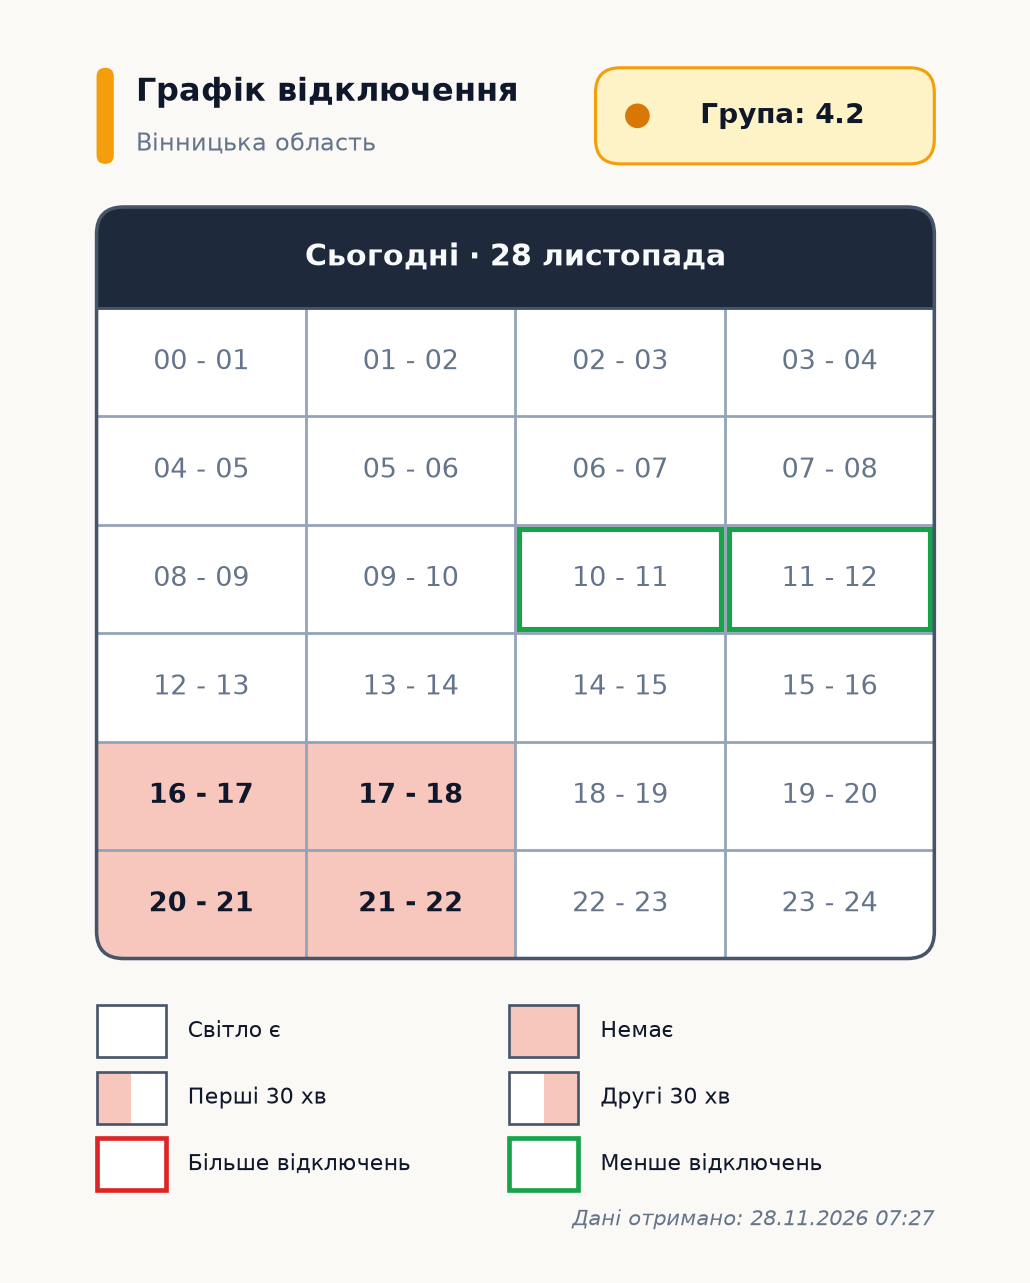 Графік відключення
Вінницька область
Група: 4.2
Сьогодні · 28 листопада
00 - 01 01 - 02 02 - 03 03 - 04
04 - 05 05 - 06 06 - 07 07 - 08
08 - 09 09 - 10 10 - 11 11 - 12
12 - 13 13 - 14 14 - 15 15 - 16
16 - 17 17 - 18 18 - 19 19 - 20
20 - 21 21 - 22 22 - 23 23 - 24
Світло є Немає
Перші 30 хв Другі 30 хв
Більше відключень Менше відключень
Дані отримано: 28.11.2026 07:27